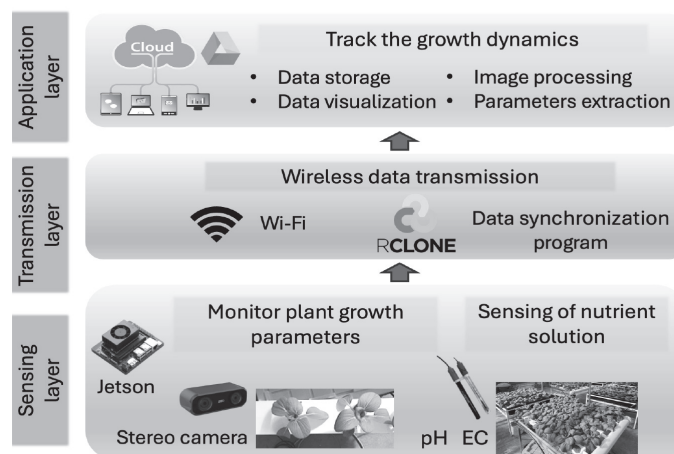 Application
layer
Cloud
Track the growth dynamics
• Data storage
• Data visualization
• Image processing
• Parameters extraction
Transmission
layer
Wireless data transmission
Wi-Fi
RCLONE
Data synchronization
program
Sensing
layer
Monitor plant growth
parameters
Sensing of nutrient
solution
Jetson
Stereo camera
pH EC